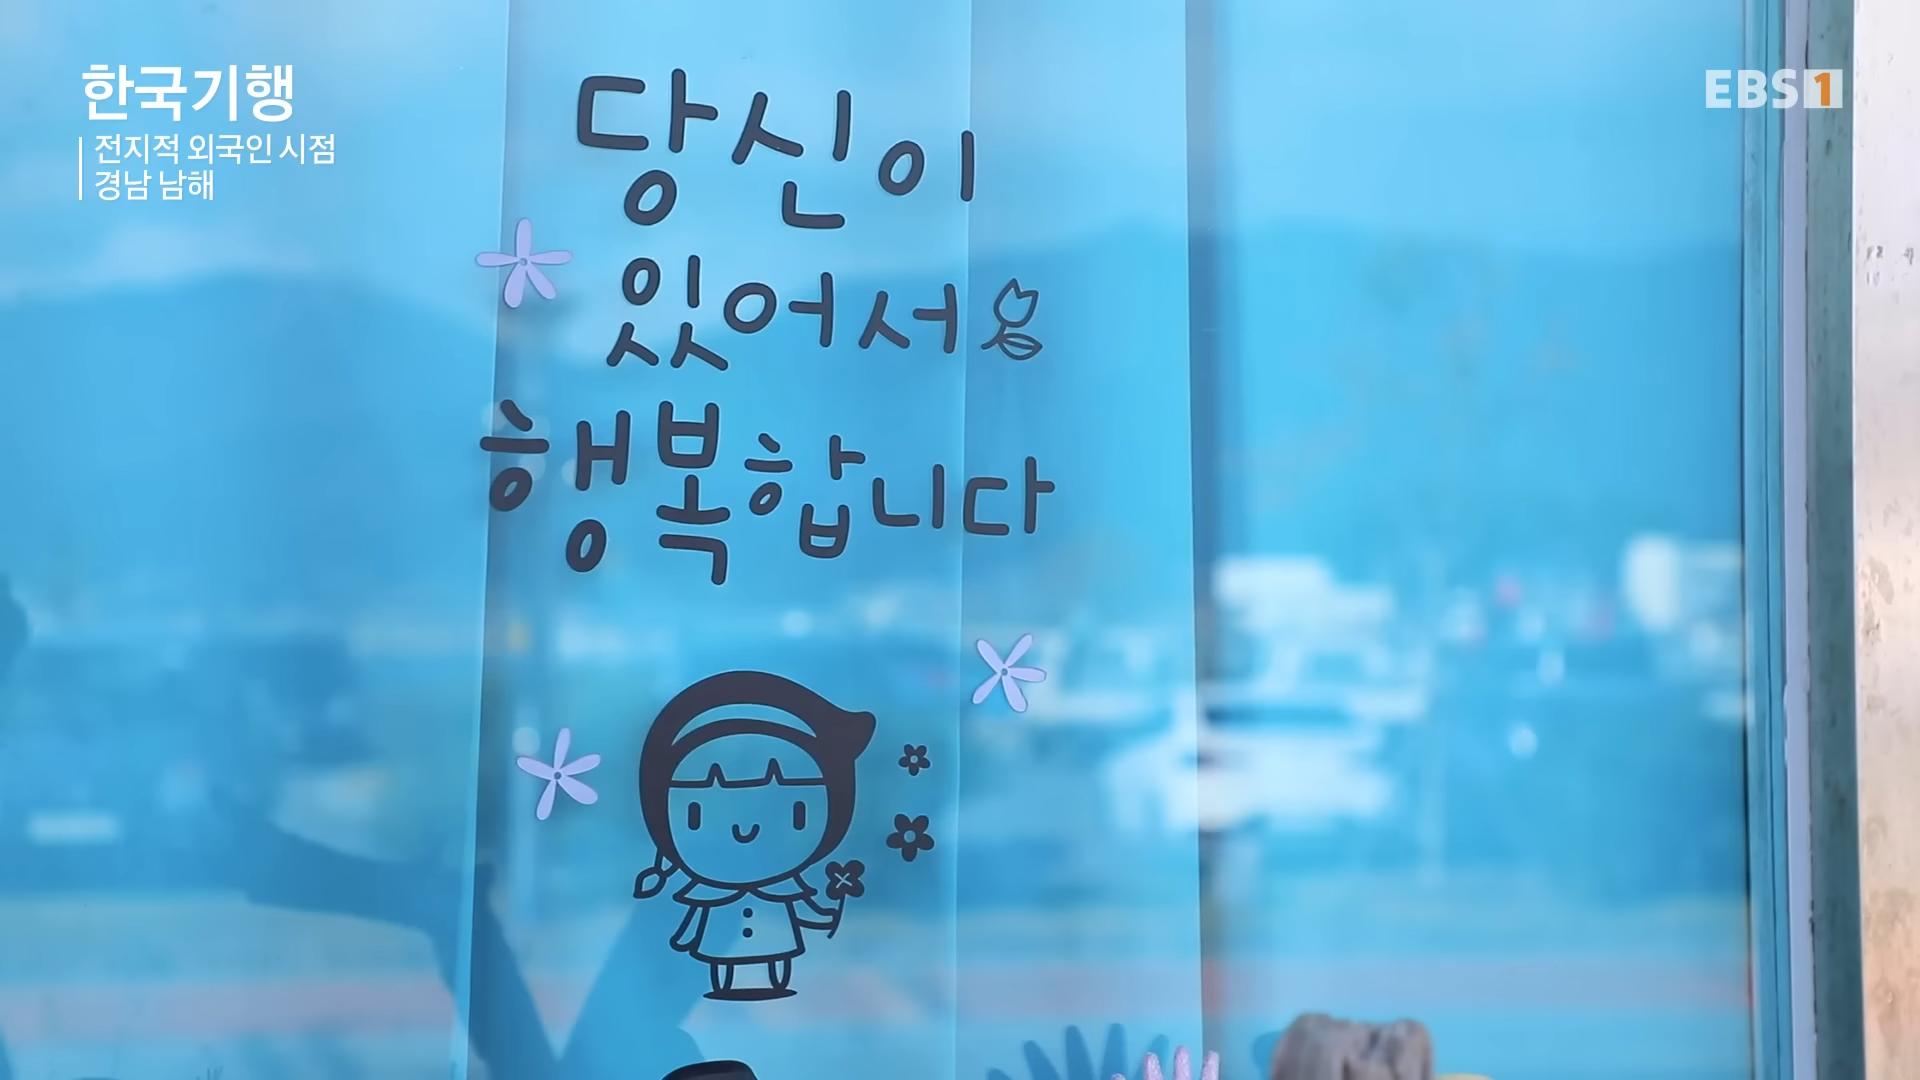 한국기행
전지적 외국인 시점
경남 남해
EBS1
당신이
있어서
행복합니다